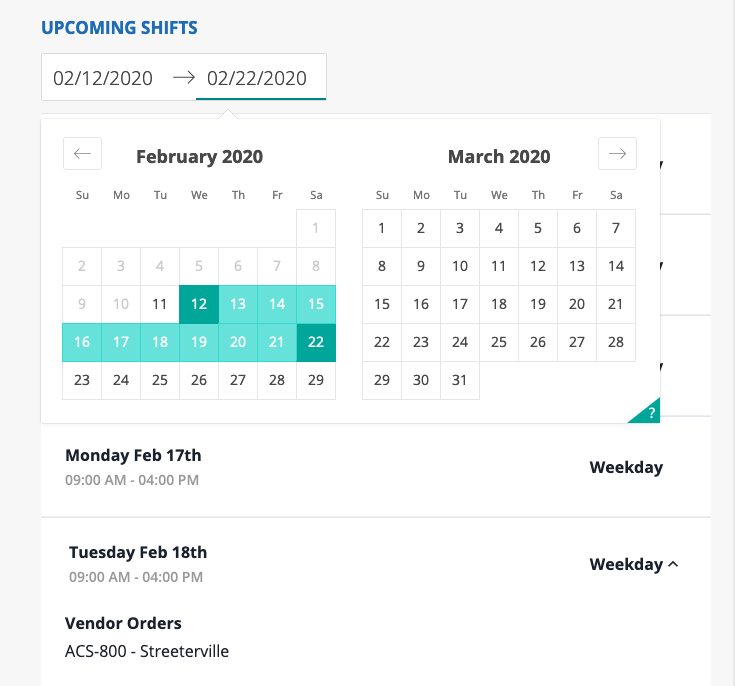 UPCOMING SHIFTS
02/12/2020 → 02/22/2020
← February 2020 March 2020 →
Su Mo Tu We Th Fr Sa Su Mo Tu We Th Fr Sa
1 1 2 3 4 5 6 7
2 3 4 5 6 7 8 8 9 10 11 12 13 14
9 10 11 12 13 14 15 15 16 17 18 19 20 21
16 17 18 19 20 21 22 22 23 24 25 26 27 28
23 24 25 26 27 28 29 29 30 31
?
Monday Feb 17th
09:00 AM - 04:00 PM
Weekday
Tuesday Feb 18th
09:00 AM - 04:00 PM
Weekday
Vendor Orders
ACS-800 - Streeterville